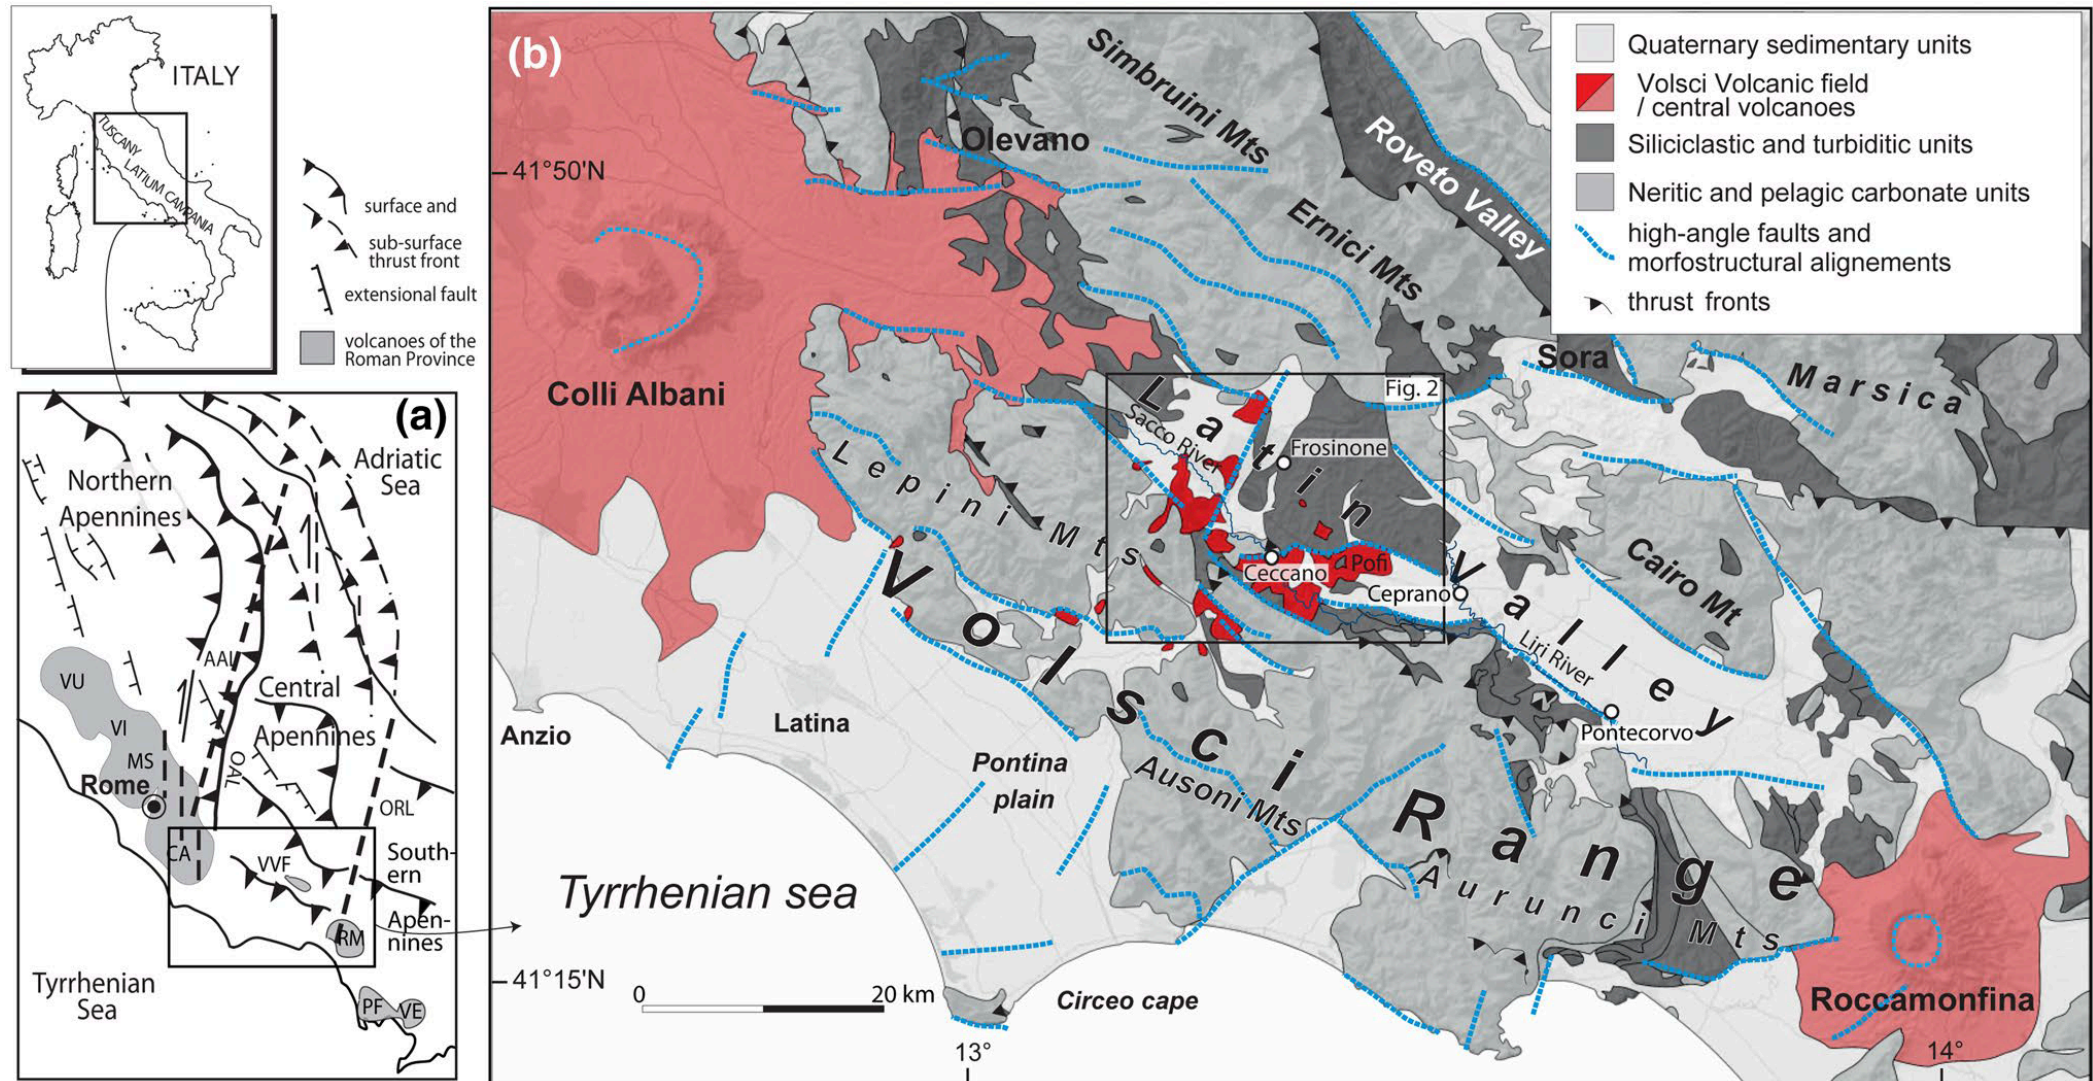 ITALY
TUSCANY
LATIUM
CAMPANIA
surface and
sub-surface
thrust front
extensional fault
volcanoes of the
Roman Province
(a)
Adriatic
Sea
Northern
Apennines
AAL
VU
Central
Apennines
VI
MS
OAL
Rome
ORL
CA
VVF
South-
ern
Apen-
nines
RM
Tyrrhenian
Sea
PF
VE
(b)
Quaternary sedimentary units
Volsci Volcanic field
/ central volcanoes
Siliciclastic and turbiditic units
Neritic and pelagic carbonate units
high-angle faults and
morfostructural alignements
thrust fronts
Simbruini Mts
Roveto Valley
Olevano
41°50'N
Ernici Mts
Colli Albani
Sora
Marsica
Fig. 2
Latin Valley
Sacco River
Frosinone
Lepini Mts
Ceccano
Pofi
Ceprano
Cairo Mt
Liri River
Volsci Range
Anzio
Latina
Pontina
plain
Ausoni Mts
Pontecorvo
Tyrrhenian sea
Aurunci Mts
41°15'N
0
20 km
Circeo cape
Roccamonfina
13°
14°